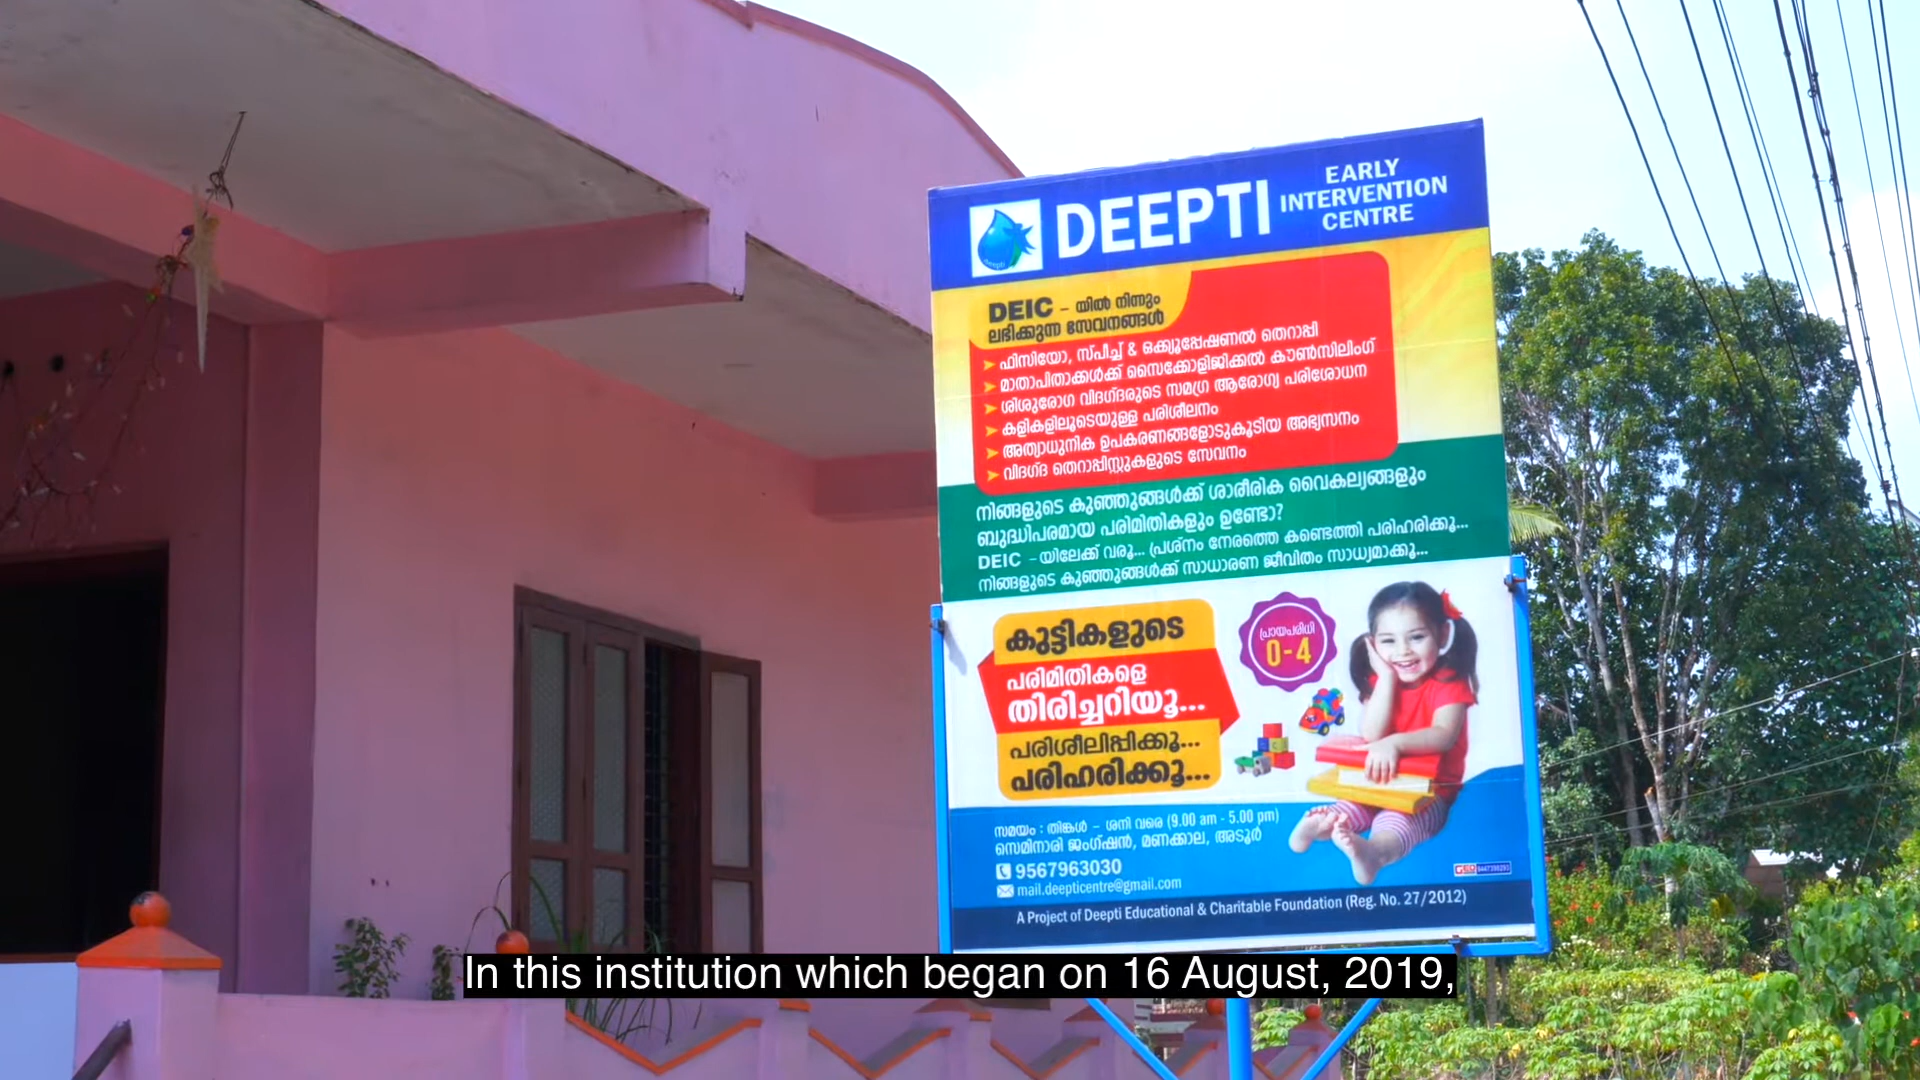 DEEPTI
EARLY
INTERVENTION
CENTRE
deepti
DEIC – യിൽ നിന്നും
ലഭിക്കുന്ന സേവനങ്ങൾ
ഫിസിയോ, സ്പീച്ച് & ഒക്ക്യൂപ്പേഷണൽ തെറാപ്പി
മാതാപിതാക്കൾക്ക് സൈക്കോളിജിക്കൽ കൗൺസിലിംഗ്
ശിശുരോഗ വിദഗ്ദരുടെ സമഗ്ര ആരോഗ്യ പരിശോധന
കളികളിലൂടെയുള്ള പരിശീലനം
അത്യാധുനിക ഉപകരണങ്ങളോടുകൂടിയ അഭ്യസനം
വിദഗ്ദ തെറാപ്പിസ്റ്റുകളുടെ സേവനം
നിങ്ങളുടെ കുഞ്ഞുങ്ങൾക്ക് ശാരീരിക വൈകല്യങ്ങളും
ബുദ്ധിപരമായ പരിമിതികളും ഉണ്ടോ?
DEIC – യിലേക്ക് വരൂ... പ്രശ്നം നേരത്തെ കണ്ടെത്തി പരിഹരിക്കൂ...
നിങ്ങളുടെ കുഞ്ഞുങ്ങൾക്ക് സാധാരണ ജീവിതം സാധ്യമാക്കൂ...
കുട്ടികളുടെ
പരിമിതികളെ
തിരിച്ചറിയൂ...
പരിശീലിപ്പിക്കൂ...
പരിഹരിക്കൂ...
പ്രായപരിധി
0-4
സമയം : തിങ്കൾ – ശനി വരെ (9.00 am - 5.00 pm)
സെമിനാരി ജംഗ്ഷൻ, മണക്കാല, അടൂർ
9567963030
mail.deepticentre@gmail.com
A Project of Deepti Educational & Charitable Foundation (Reg. No. 27/2012)
In this institution which began on 16 August, 2019,